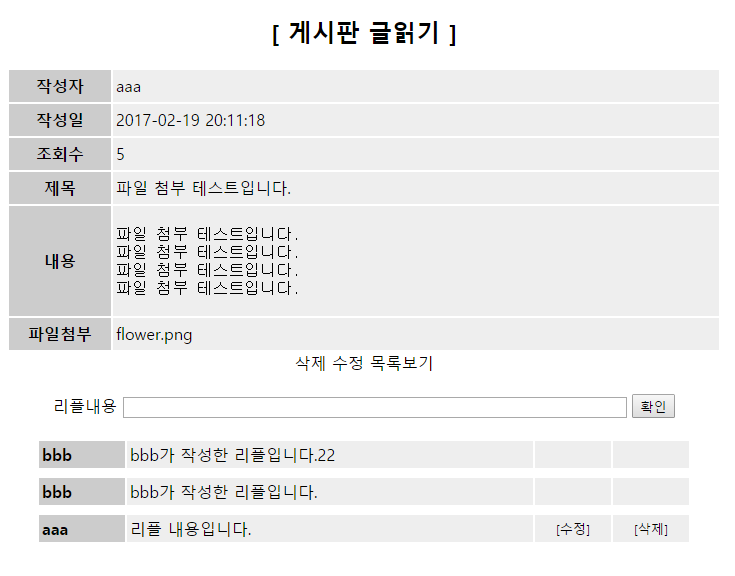 [ 게시판 글읽기 ]
작성자 aaa
작성일 2017-02-19 20:11:18
조회수 5
제목 파일 첨부 테스트입니다.
내용
파일 첨부 테스트입니다.
파일 첨부 테스트입니다.
파일 첨부 테스트입니다.
파일 첨부 테스트입니다.
파일첨부 flower.png
삭제 수정 목록보기
리플내용 확인
bbb bbb가 작성한 리플입니다.22
bbb bbb가 작성한 리플입니다.
aaa 리플 내용입니다. [수정] [삭제]